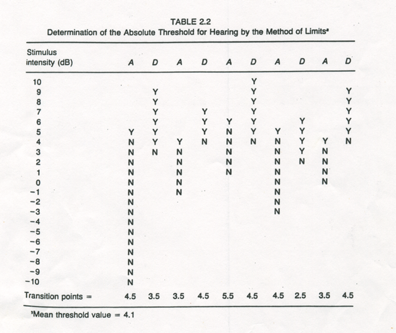 TABLE 2.2
Determination of the Absolute Threshold for Hearing by the Method of Limitsª
Stimulus
intensity (dB) A D A D A D A D A D
10 Y
9 Y Y Y
8 Y Y Y
7 Y Y Y Y
6 Y Y Y Y Y Y
5 Y Y Y N Y Y Y Y
4 N Y Y N N N N Y Y N
3 N N N N N Y N
2 N N N N N N
1 N N N N N
0 N N N N
−1 N N N
−2 N N
−3 N N
−4 N
−5 N
−6 N
−7 N
−8 N
−9 N
−10 N
Transition points = 4.5 3.5 3.5 4.5 5.5 4.5 4.5 2.5 3.5 4.5
ªMean threshold value = 4.1